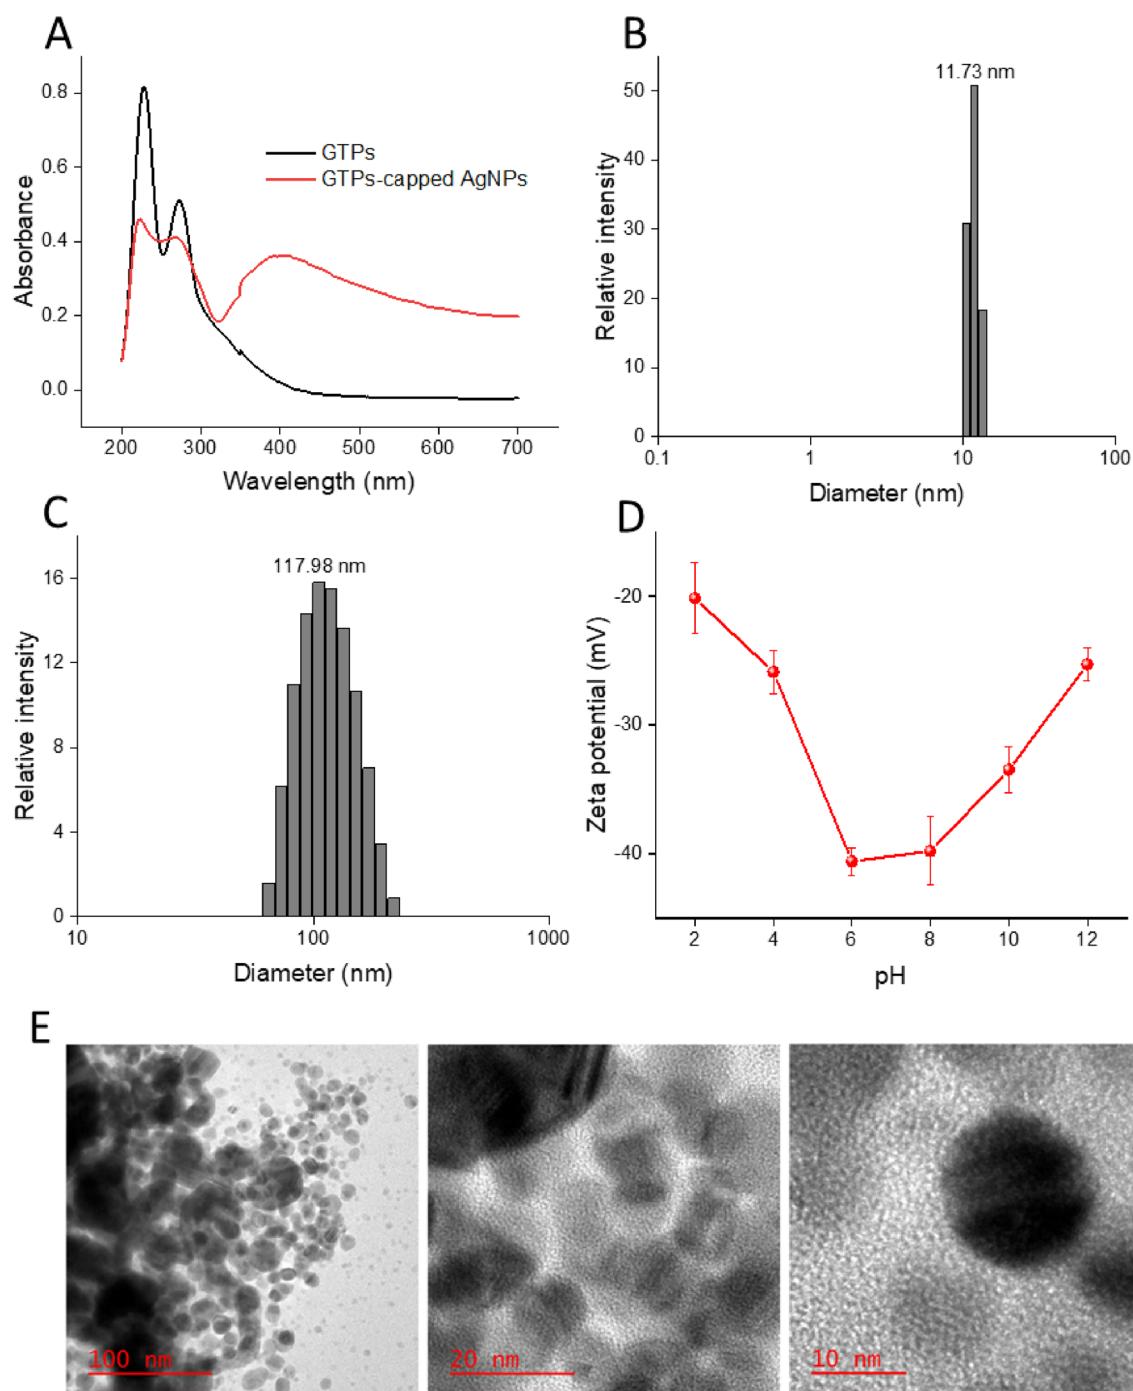 A
0.8
0.6
0.4
0.2
0.0
Absorbance
GTPs
GTPs-capped AgNPs
200 300 400 500 600 700
Wavelength (nm)
B
11.73 nm
50
40
30
20
10
0
Relative intensity
0.1 1 10 100
Diameter (nm)
C
117.98 nm
16
12
8
4
0
Relative intensity
10 100 1000
Diameter (nm)
D
-20
-30
-40
Zeta potential (mV)
2 4 6 8 10 12
pH
E
100 nm
20 nm
10 nm